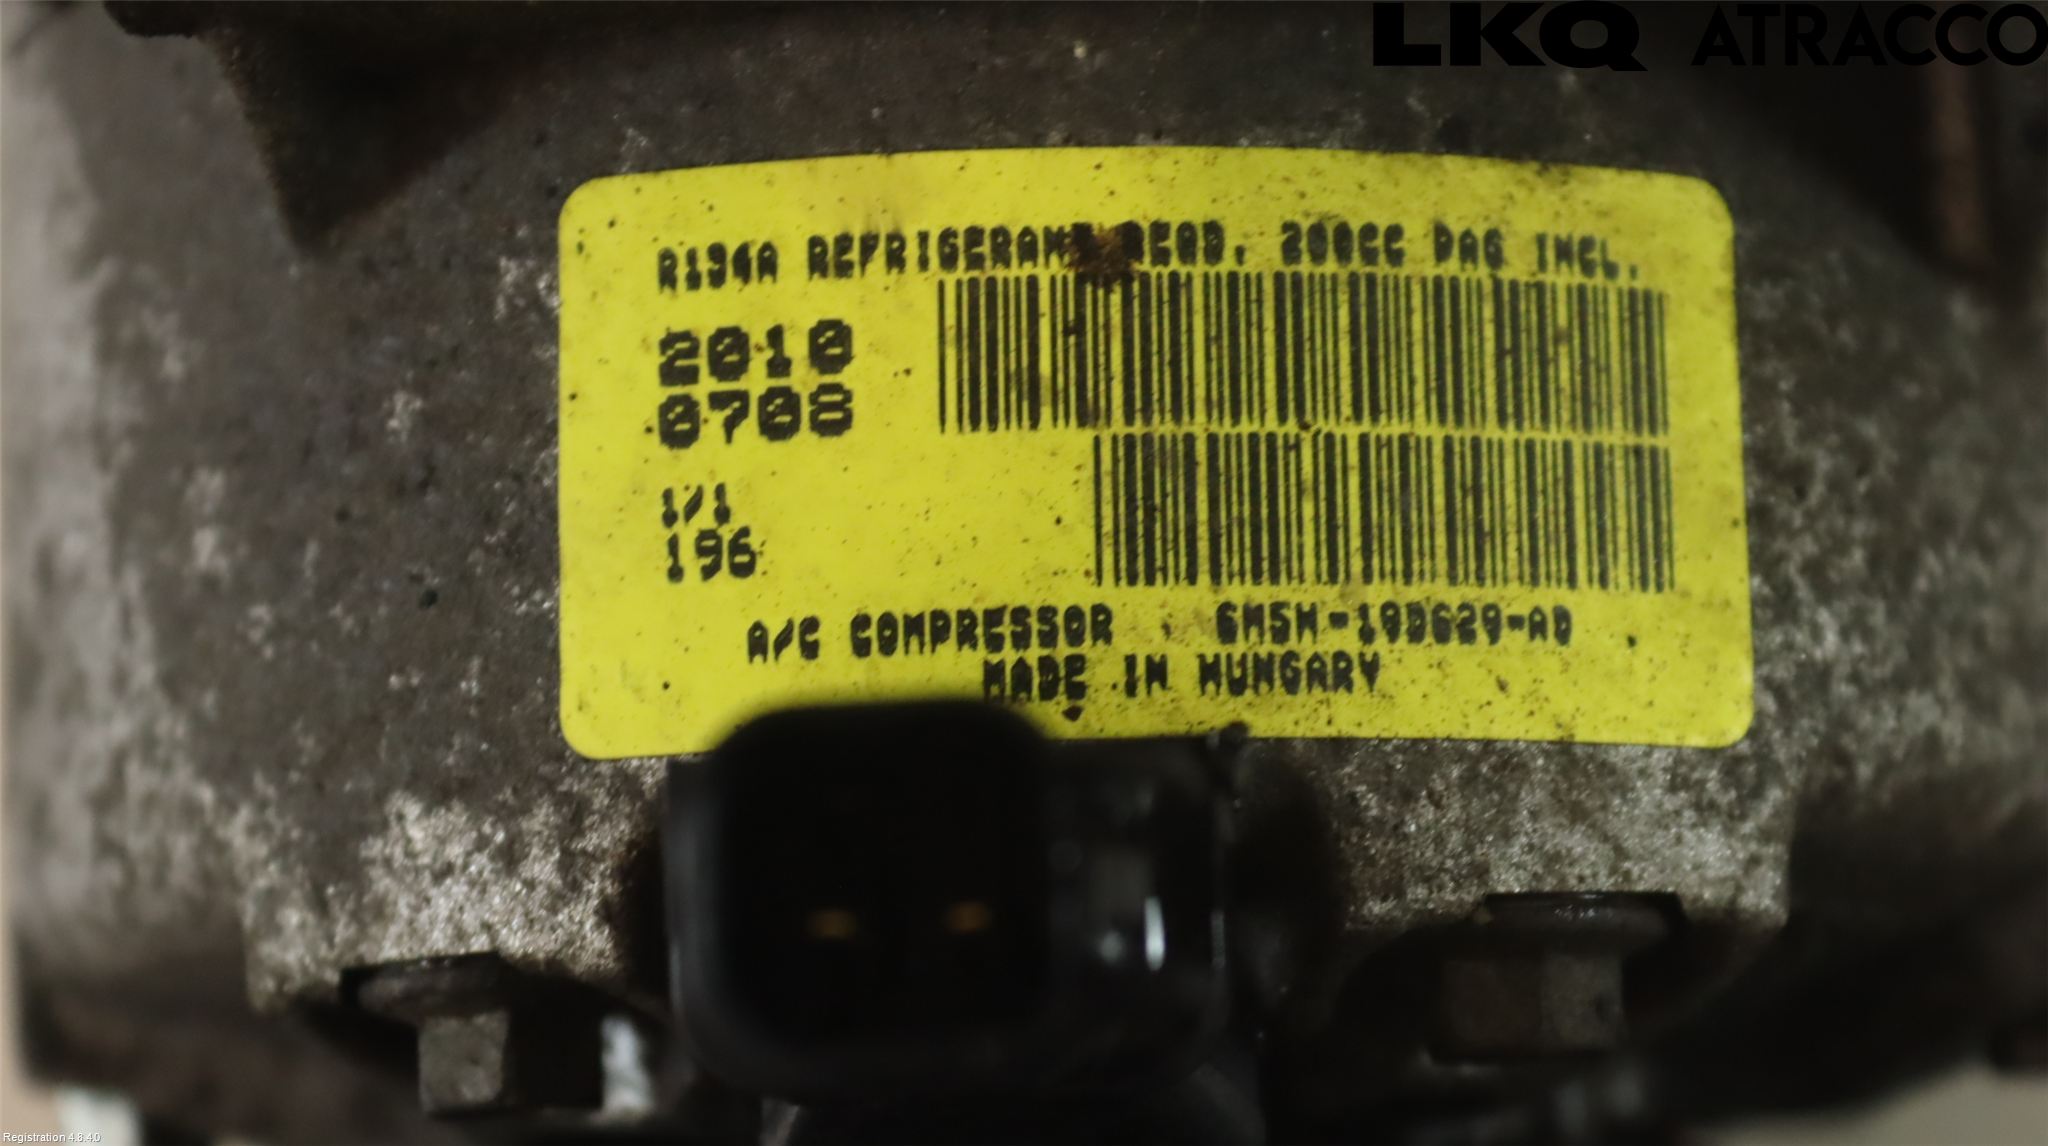 LKQ ATRACCO
R134A REFRIGERANT REQD. 200CC PAG INCL.
2010
0708
1/1
196
A/C COMPRESSOR 6M5H-19D629-AD
MADE IN HUNGARY
Registration 4.8.4.0